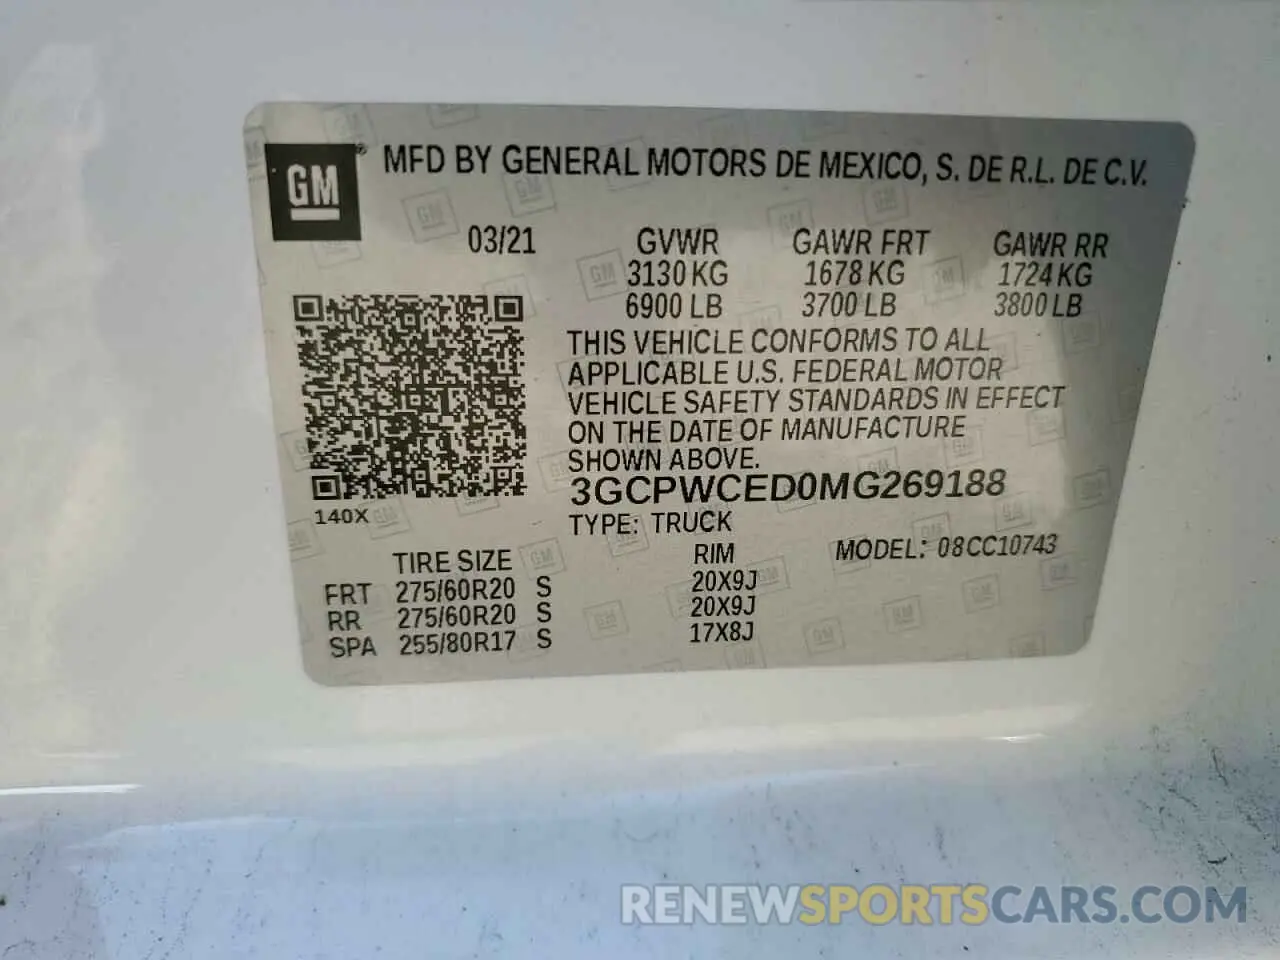 GM ® MFD BY GENERAL MOTORS DE MEXICO, S. DE R.L. DE C.V.
03/21 GVWR GAWR FRT GAWR RR
3130 KG 1678 KG 1724 KG
6900 LB 3700 LB 3800 LB
THIS VEHICLE CONFORMS TO ALL
APPLICABLE U.S. FEDERAL MOTOR
VEHICLE SAFETY STANDARDS IN EFFECT
ON THE DATE OF MANUFACTURE
SHOWN ABOVE.
3GCPWCED0MG269188
140X
TYPE: TRUCK
TIRE SIZE RIM MODEL: 08CC10743
FRT 275/60R20 S 20X9J
RR 275/60R20 S 20X9J
SPA 255/80R17 S 17X8J
RENEWSPORTSCARS.COM